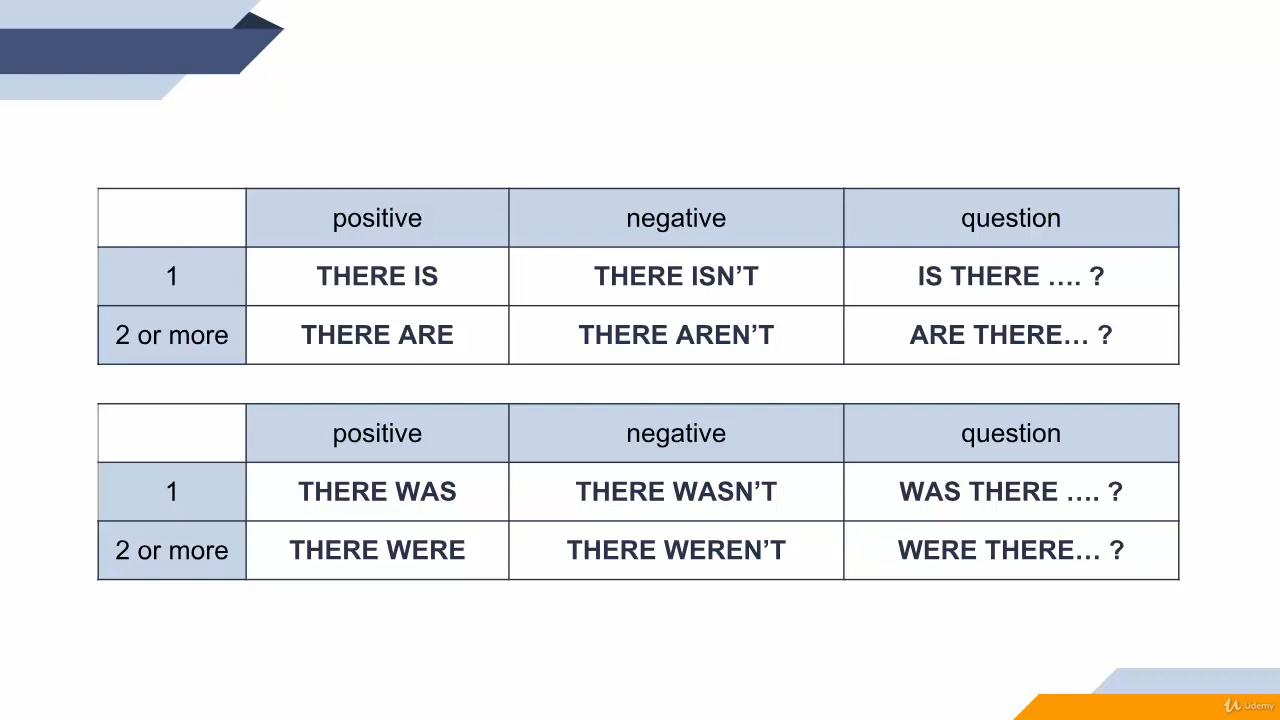 positive negative question
1 THERE IS THERE ISN’T IS THERE …. ?
2 or more THERE ARE THERE AREN’T ARE THERE… ?
positive negative question
1 THERE WAS THERE WASN’T WAS THERE …. ?
2 or more THERE WERE THERE WEREN’T WERE THERE… ?
Udemy